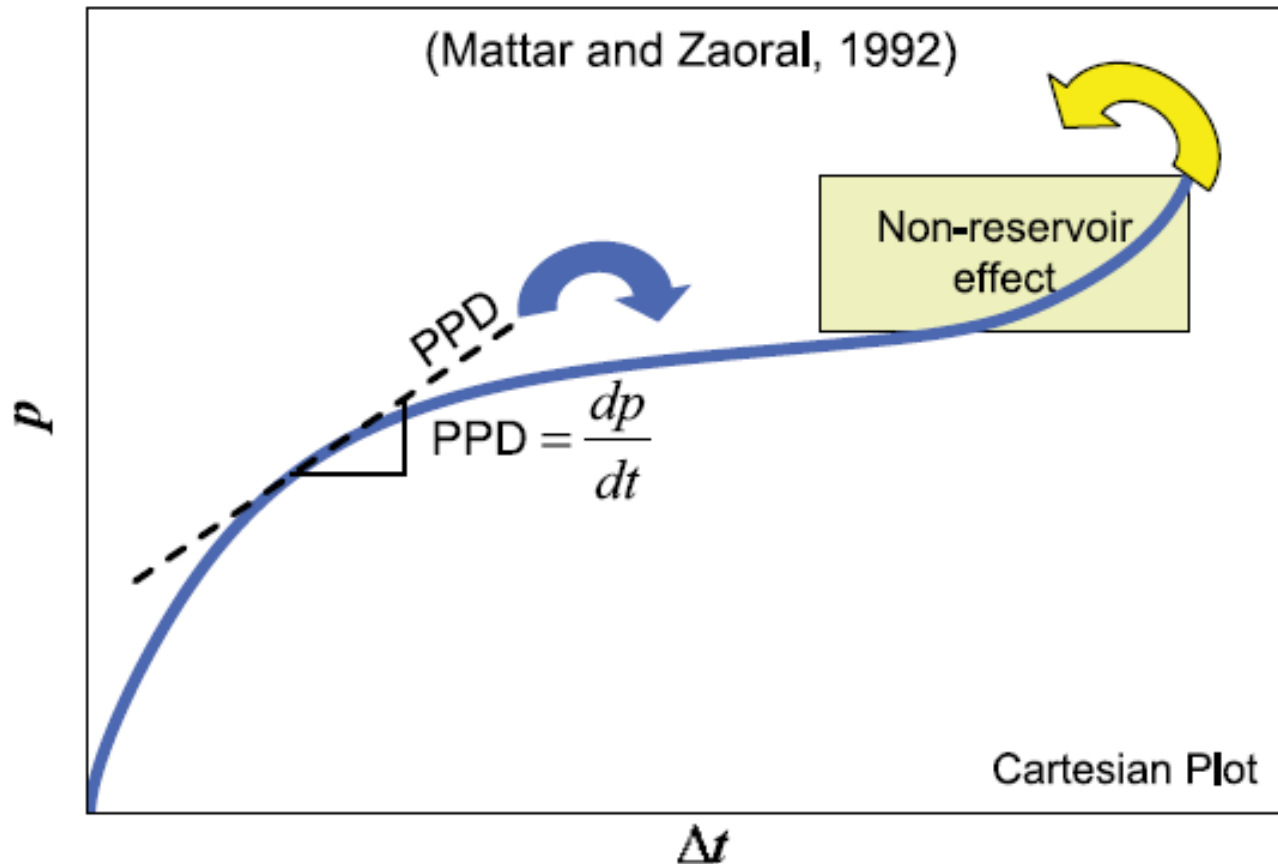 (Mattar and Zaoral, 1992)
Non-reservoir
effect
PPD
PPD = dp/dt
p
Cartesian Plot
Δt